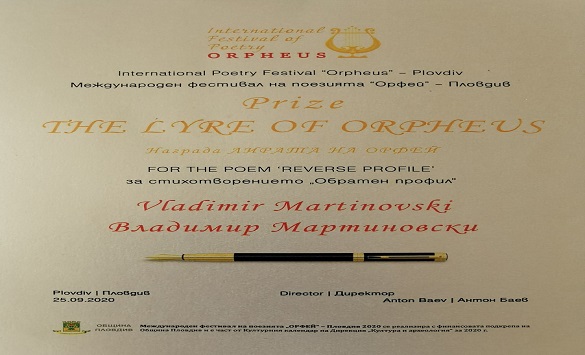 International
Festival of
Poetry
ORPHEUS
International Poetry Festival "Orpheus" – Plovdiv
Международен фестивал на поезията "Орфей" – Пловдив
Prize
THE LYRE OF ORPHEUS
Награда ЛИРАТА НА ОРФЕЙ
FOR THE POEM 'REVERSE PROFILE'
за стихотворението „Обратен профил“
Vladimir Martinovski
Владимир Мартиновски
Plovdiv | Пловдив
25.09.2020
Director | Директор
Anton Baev | Антон Баев
ОБЩИНА
ПЛОВДИВ
Международен фестивал на поезията "ОРФЕЙ" – Пловдив 2020 се реализира с финансовата подкрепа на
Община Пловдив и е част от Културния календар на Дирекция „Култура и археология“ за 2020 г.